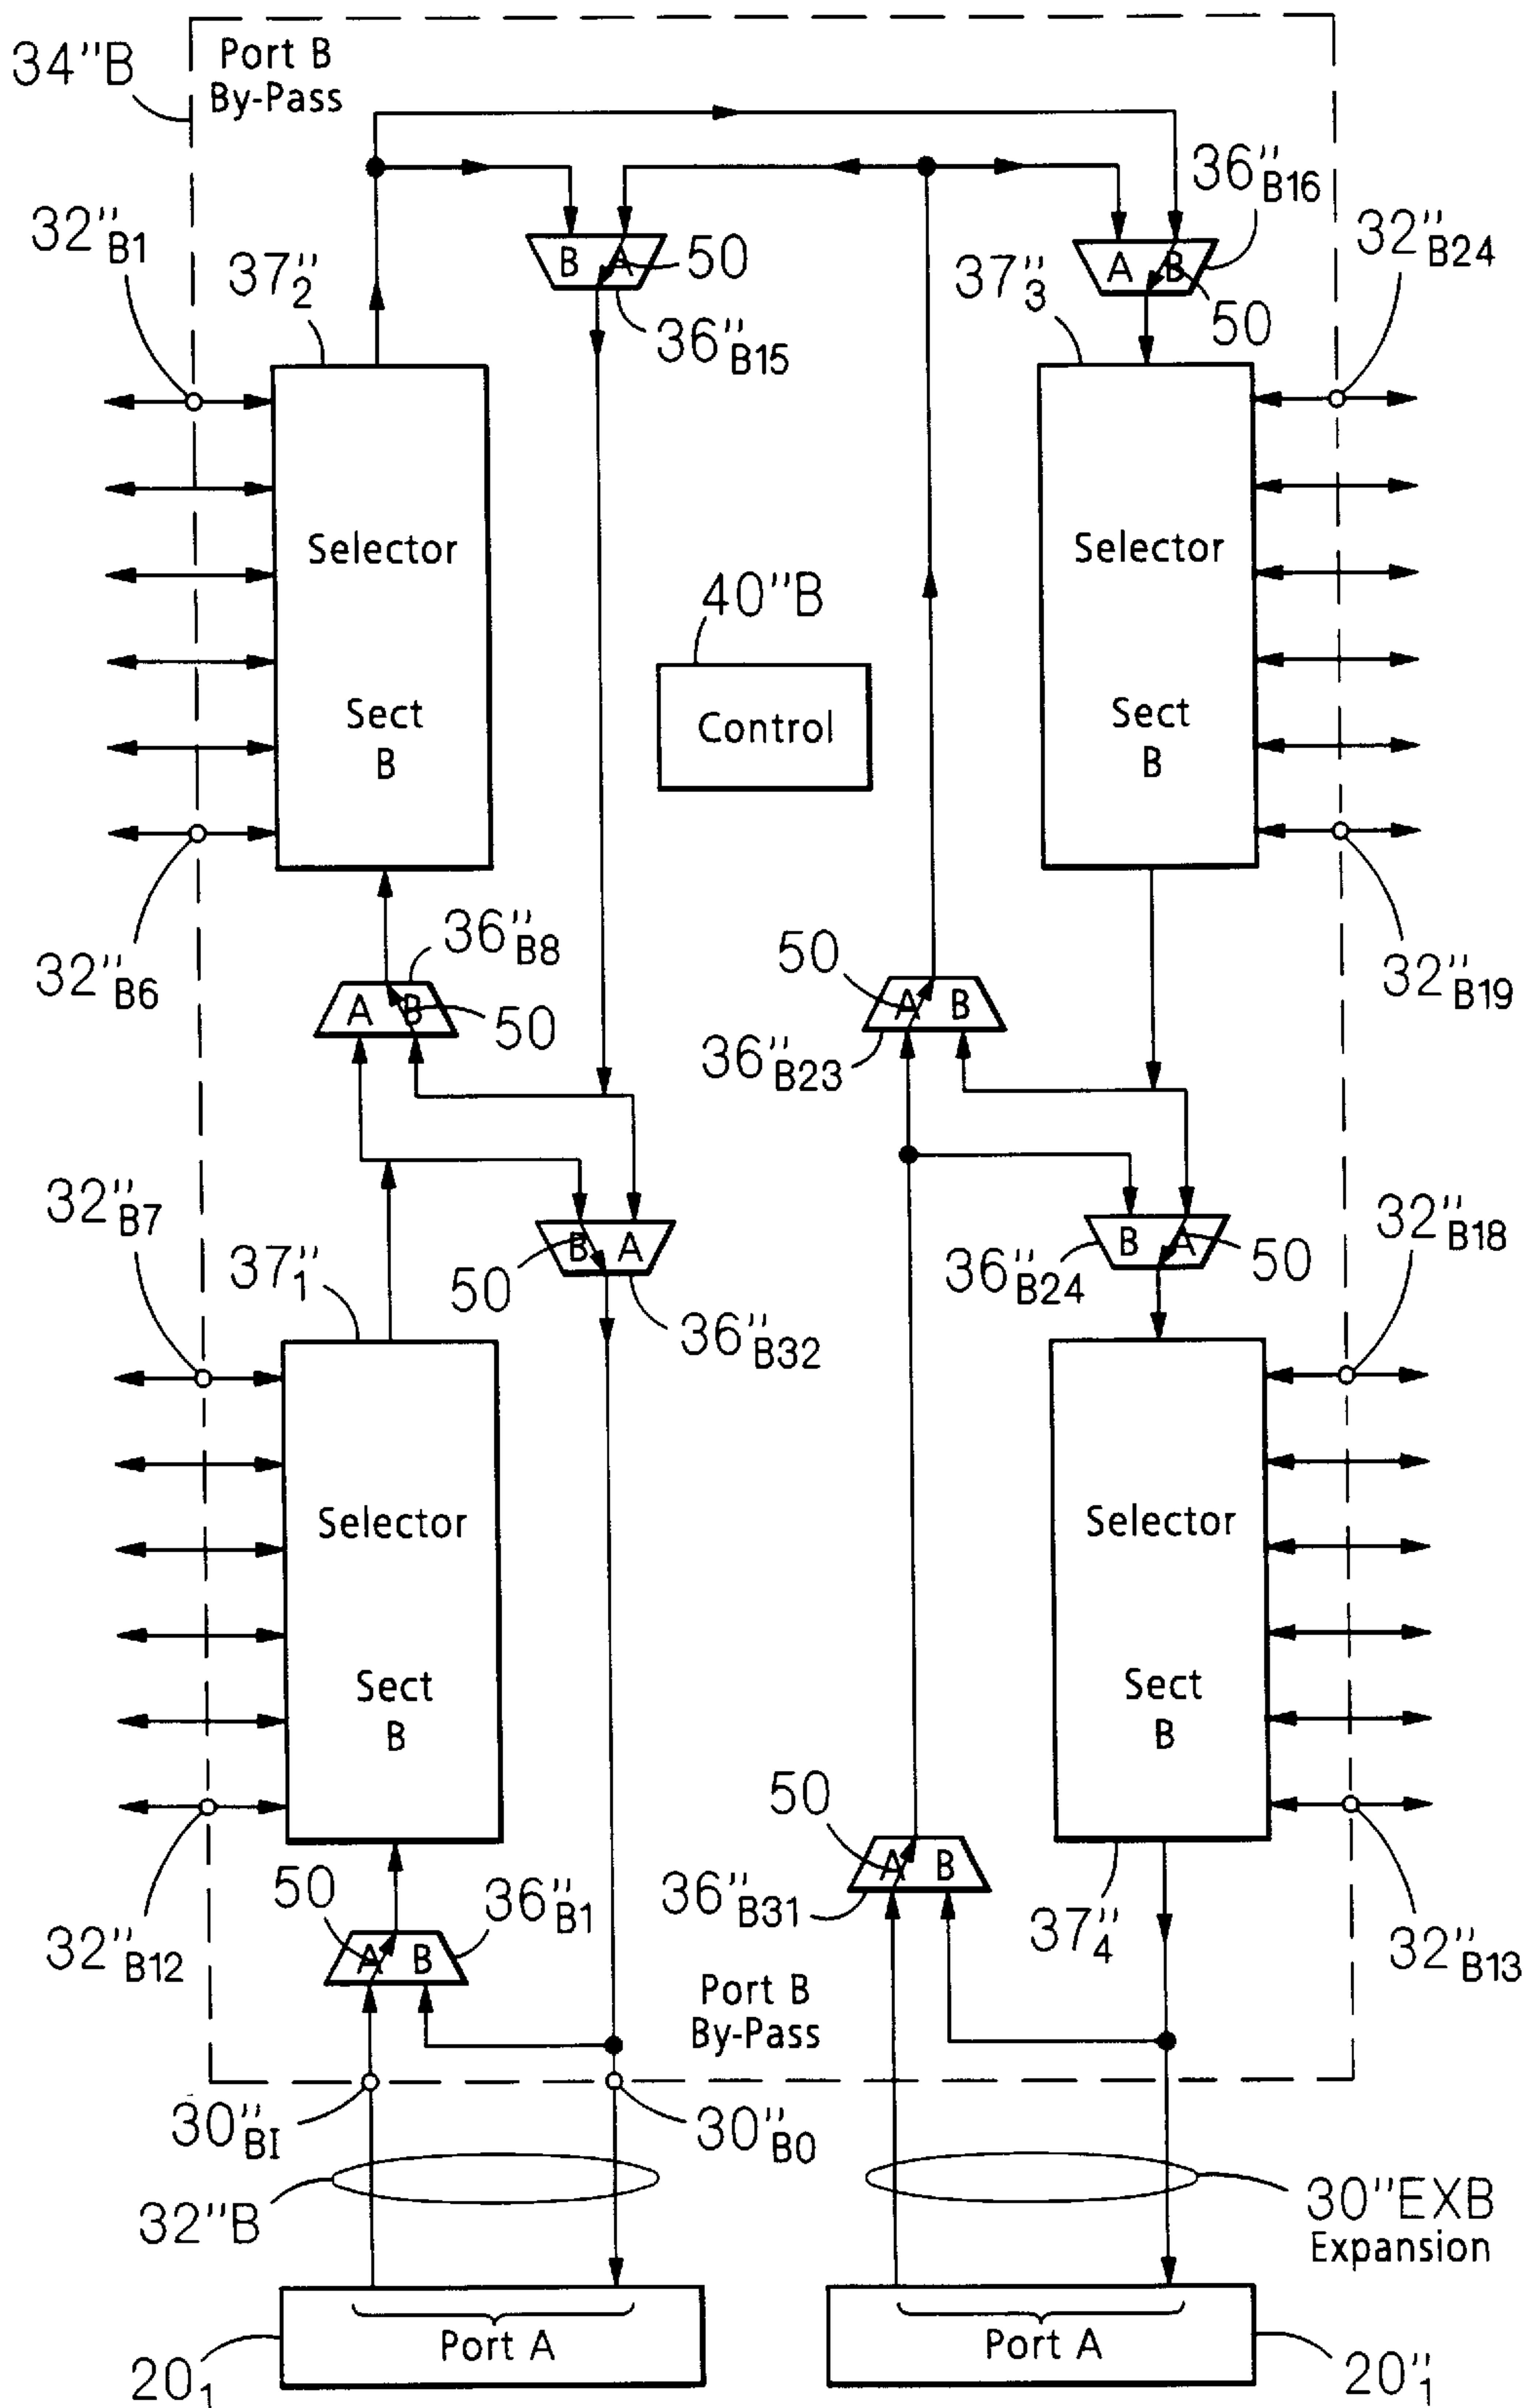 34"B
Port B
By-Pass
36"B16
32"B1
B
A
50
A
B
32"B24
37"2
37"3
50
36"B15
Selector
Selector
40"B
Sect
B
Control
Sect
B
36"B8
50
32"B6
A
B
50
A
B
32"B19
36"B23
32"B7
32"B18
B
A
B
A
50
36"B24
37"1
50
36"B32
Selector
Selector
Sect
B
Sect
B
50
50
36"B1
A
B
36"B31
37"4
32"B12
A
B
32"B13
Port B
By-Pass
30"BI
30"BO
32"B
30"EXB
Expansion
Port A
Port A
201
20"1